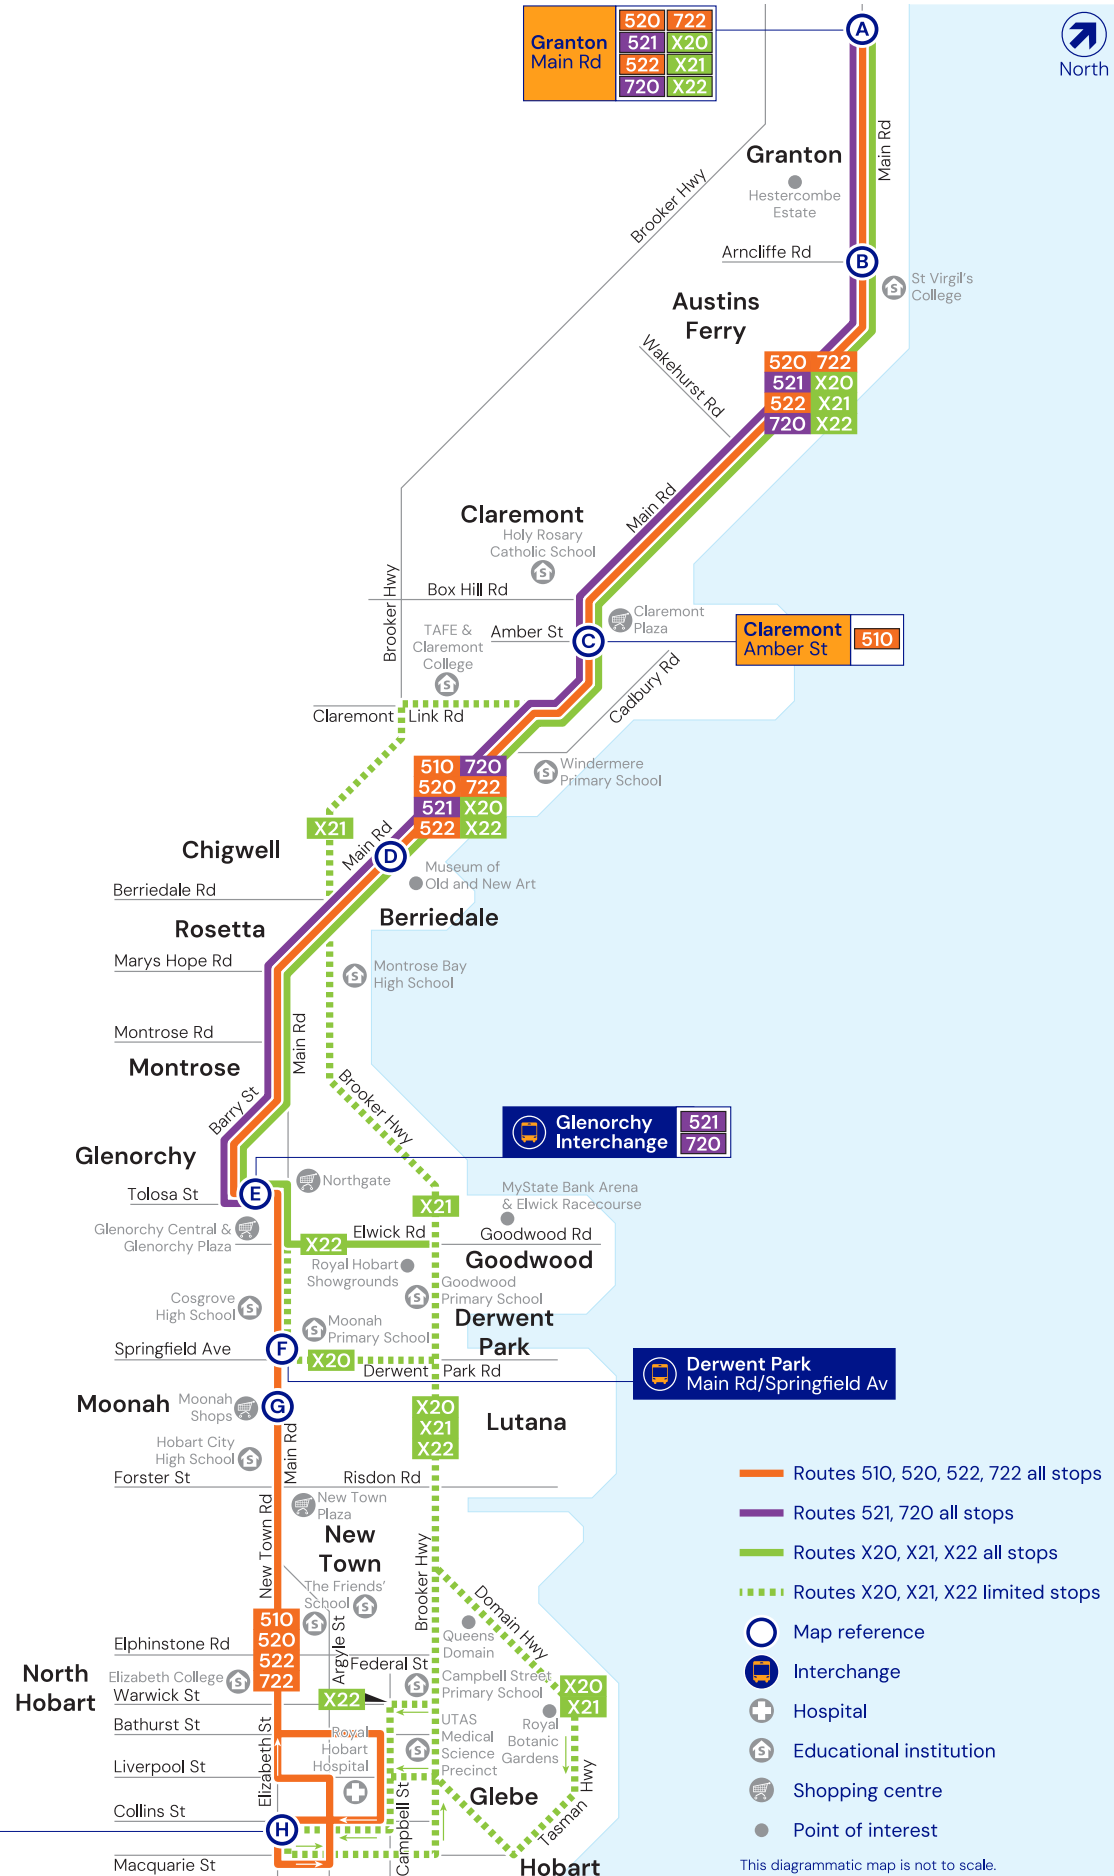 520 722
521 X20
522 X21
720 X22
Granton
Main Rd
A
North
Main Rd
Granton
Hestercombe
Estate
Brooker Hwy
Arncliffe Rd
B
St Virgil's
College
Austins
Ferry
Wakehurst Rd
520 722
521 X20
522 X21
720 X22
Main Rd
Claremont
Holy Rosary
Catholic School
Brooker Hwy
Box Hill Rd
Claremont
Plaza
TAFE &
Claremont
College
Amber St
C
Claremont
Amber St
510
Cadbury Rd
Claremont Link Rd
510 720
520 722
521 X20
522 X22
Windermere
Primary School
X21
Chigwell
Main Rd
D
Museum of
Old and New Art
Berriedale Rd
Berriedale
Rosetta
Marys Hope Rd
Montrose Bay
High School
Montrose Rd
Main Rd
Montrose
Brooker Hwy
Barry St
Glenorchy
Interchange
521
720
Glenorchy
Northgate
Tolosa St
E
X21
MyState Bank Arena
& Elwick Racecourse
Glenorchy Central &
Glenorchy Plaza
Elwick Rd
X22
Goodwood Rd
Goodwood
Royal Hobart
Showgrounds
Goodwood
Primary School
Cosgrove
High School
Moonah
Primary School
Derwent
Park
Springfield Ave
F
X20
Derwent Park Rd
Derwent Park
Main Rd/Springfield Av
Moonah
Moonah
Shops
G
X20
X21
X22
Lutana
Hobart City
High School
Main Rd
Forster St
Risdon Rd
Routes 510, 520, 522, 722 all stops
New Town Rd
New Town
Plaza
Routes 521, 720 all stops
New
Town
Brooker Hwy
Routes X20, X21, X22 all stops
The Friends'
School
Domain Hwy
Routes X20, X21, X22 limited stops
510
520
522
722
Argyle St
Queens
Domain
Map reference
Elphinstone Rd
Federal St
Interchange
North
Hobart
Elizabeth College
Campbell Street
Primary School
X20
X21
Warwick St
X22
Hospital
Bathurst St
Elizabeth St
Royal
Hobart
Hospital
UTAS
Medical
Science
Precinct
Royal
Botanic
Gardens
Educational institution
Liverpool St
Glebe
Tasman Hwy
Shopping centre
Collins St
H
Campbell St
Point of interest
Macquarie St
Hobart
This diagrammatic map is not to scale.